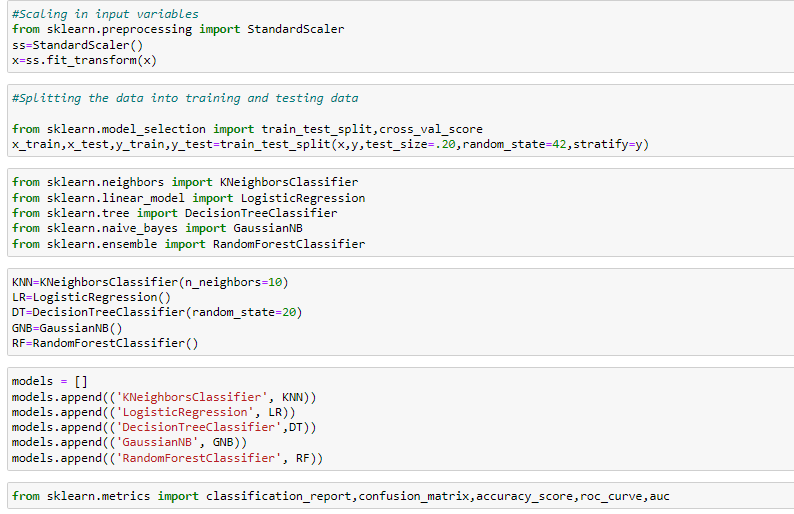 #Scaling in input variables
from sklearn.preprocessing import StandardScaler
ss=StandardScaler()
x=ss.fit_transform(x)
#Splitting the data into training and testing data
from sklearn.model_selection import train_test_split,cross_val_score
x_train,x_test,y_train,y_test=train_test_split(x,y,test_size=.20,random_state=42,stratify=y)
from sklearn.neighbors import KNeighborsClassifier
from sklearn.linear_model import LogisticRegression
from sklearn.tree import DecisionTreeClassifier
from sklearn.naive_bayes import GaussianNB
from sklearn.ensemble import RandomForestClassifier
KNN=KNeighborsClassifier(n_neighbors=10)
LR=LogisticRegression()
DT=DecisionTreeClassifier(random_state=20)
GNB=GaussianNB()
RF=RandomForestClassifier()
models = []
models.append(('KNeighborsClassifier', KNN))
models.append(('LogisticRegression', LR))
models.append(('DecisionTreeClassifier',DT))
models.append(('GaussianNB', GNB))
models.append(('RandomForestClassifier', RF))
from sklearn.metrics import classification_report,confusion_matrix,accuracy_score,roc_curve,auc